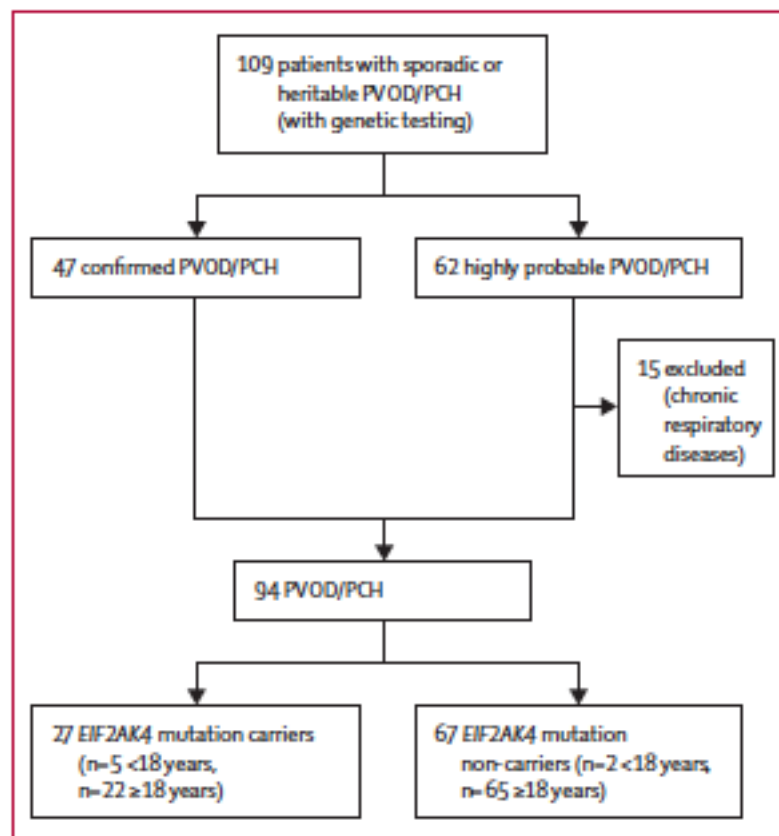 109 patients with sporadic or
heritable PVOD/PCH
(with genetic testing)
47 confirmed PVOD/PCH
62 highly probable PVOD/PCH
15 excluded
(chronic
respiratory
diseases)
94 PVOD/PCH
27 EIF2AK4 mutation carriers
(n=5 <18 years,
n=22 ≥18 years)
67 EIF2AK4 mutation
non-carriers (n=2 <18 years,
n=65 ≥18 years)